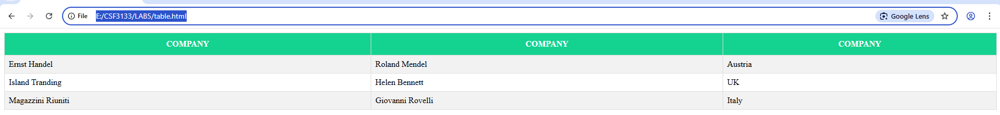 File E:/CSF3133/LAB5/table.html Google Lens
COMPANY COMPANY COMPANY
Ernst Handel Roland Mendel Austria
Island Tranding Helen Bennett UK
Magazzini Riuniti Giovanni Rovelli Italy